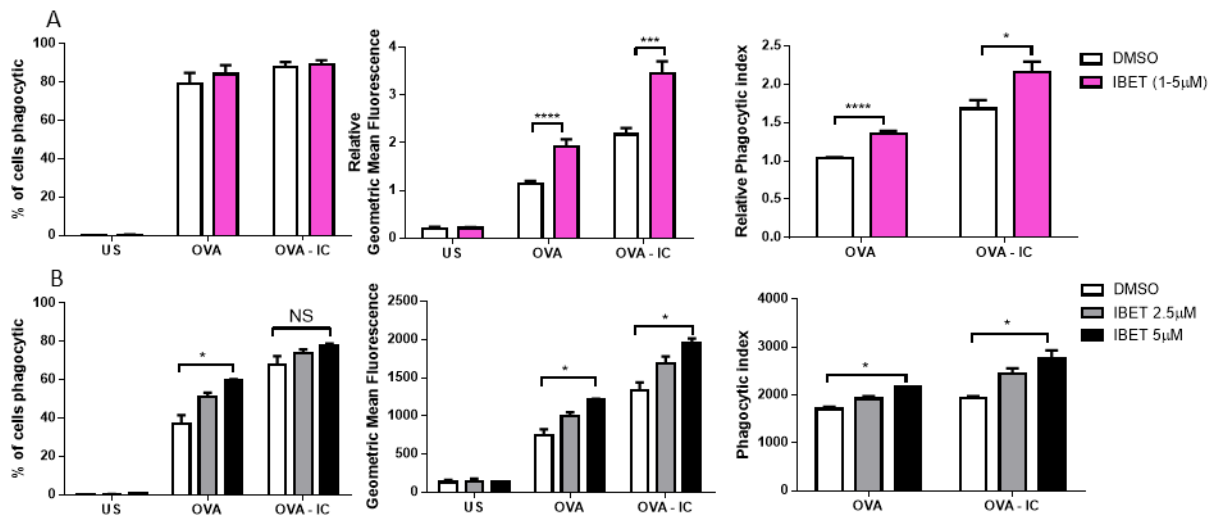 A
% of cells phagocytic
100
80
60
40
20
0
US
OVA
OVA - IC
Relative
Geometric Mean Fluorescence
4
3
2
1
0
****
***
US
OVA
OVA - IC
Relative Phagocytic index
2.5
2.0
1.5
1.0
0.5
0.0
****
*
OVA
OVA - IC
DMSO
IBET (1-5µM)
B
% of cells phagocytic
100
80
60
40
20
0
*
NS
US
OVA
OVA - IC
Geometric Mean Fluorescence
2500
2000
1500
1000
500
0
*
*
US
OVA
OVA - IC
Phagocytic index
4000
3000
2000
1000
0
*
*
OVA
OVA - IC
DMSO
IBET 2.5µM
IBET 5µM